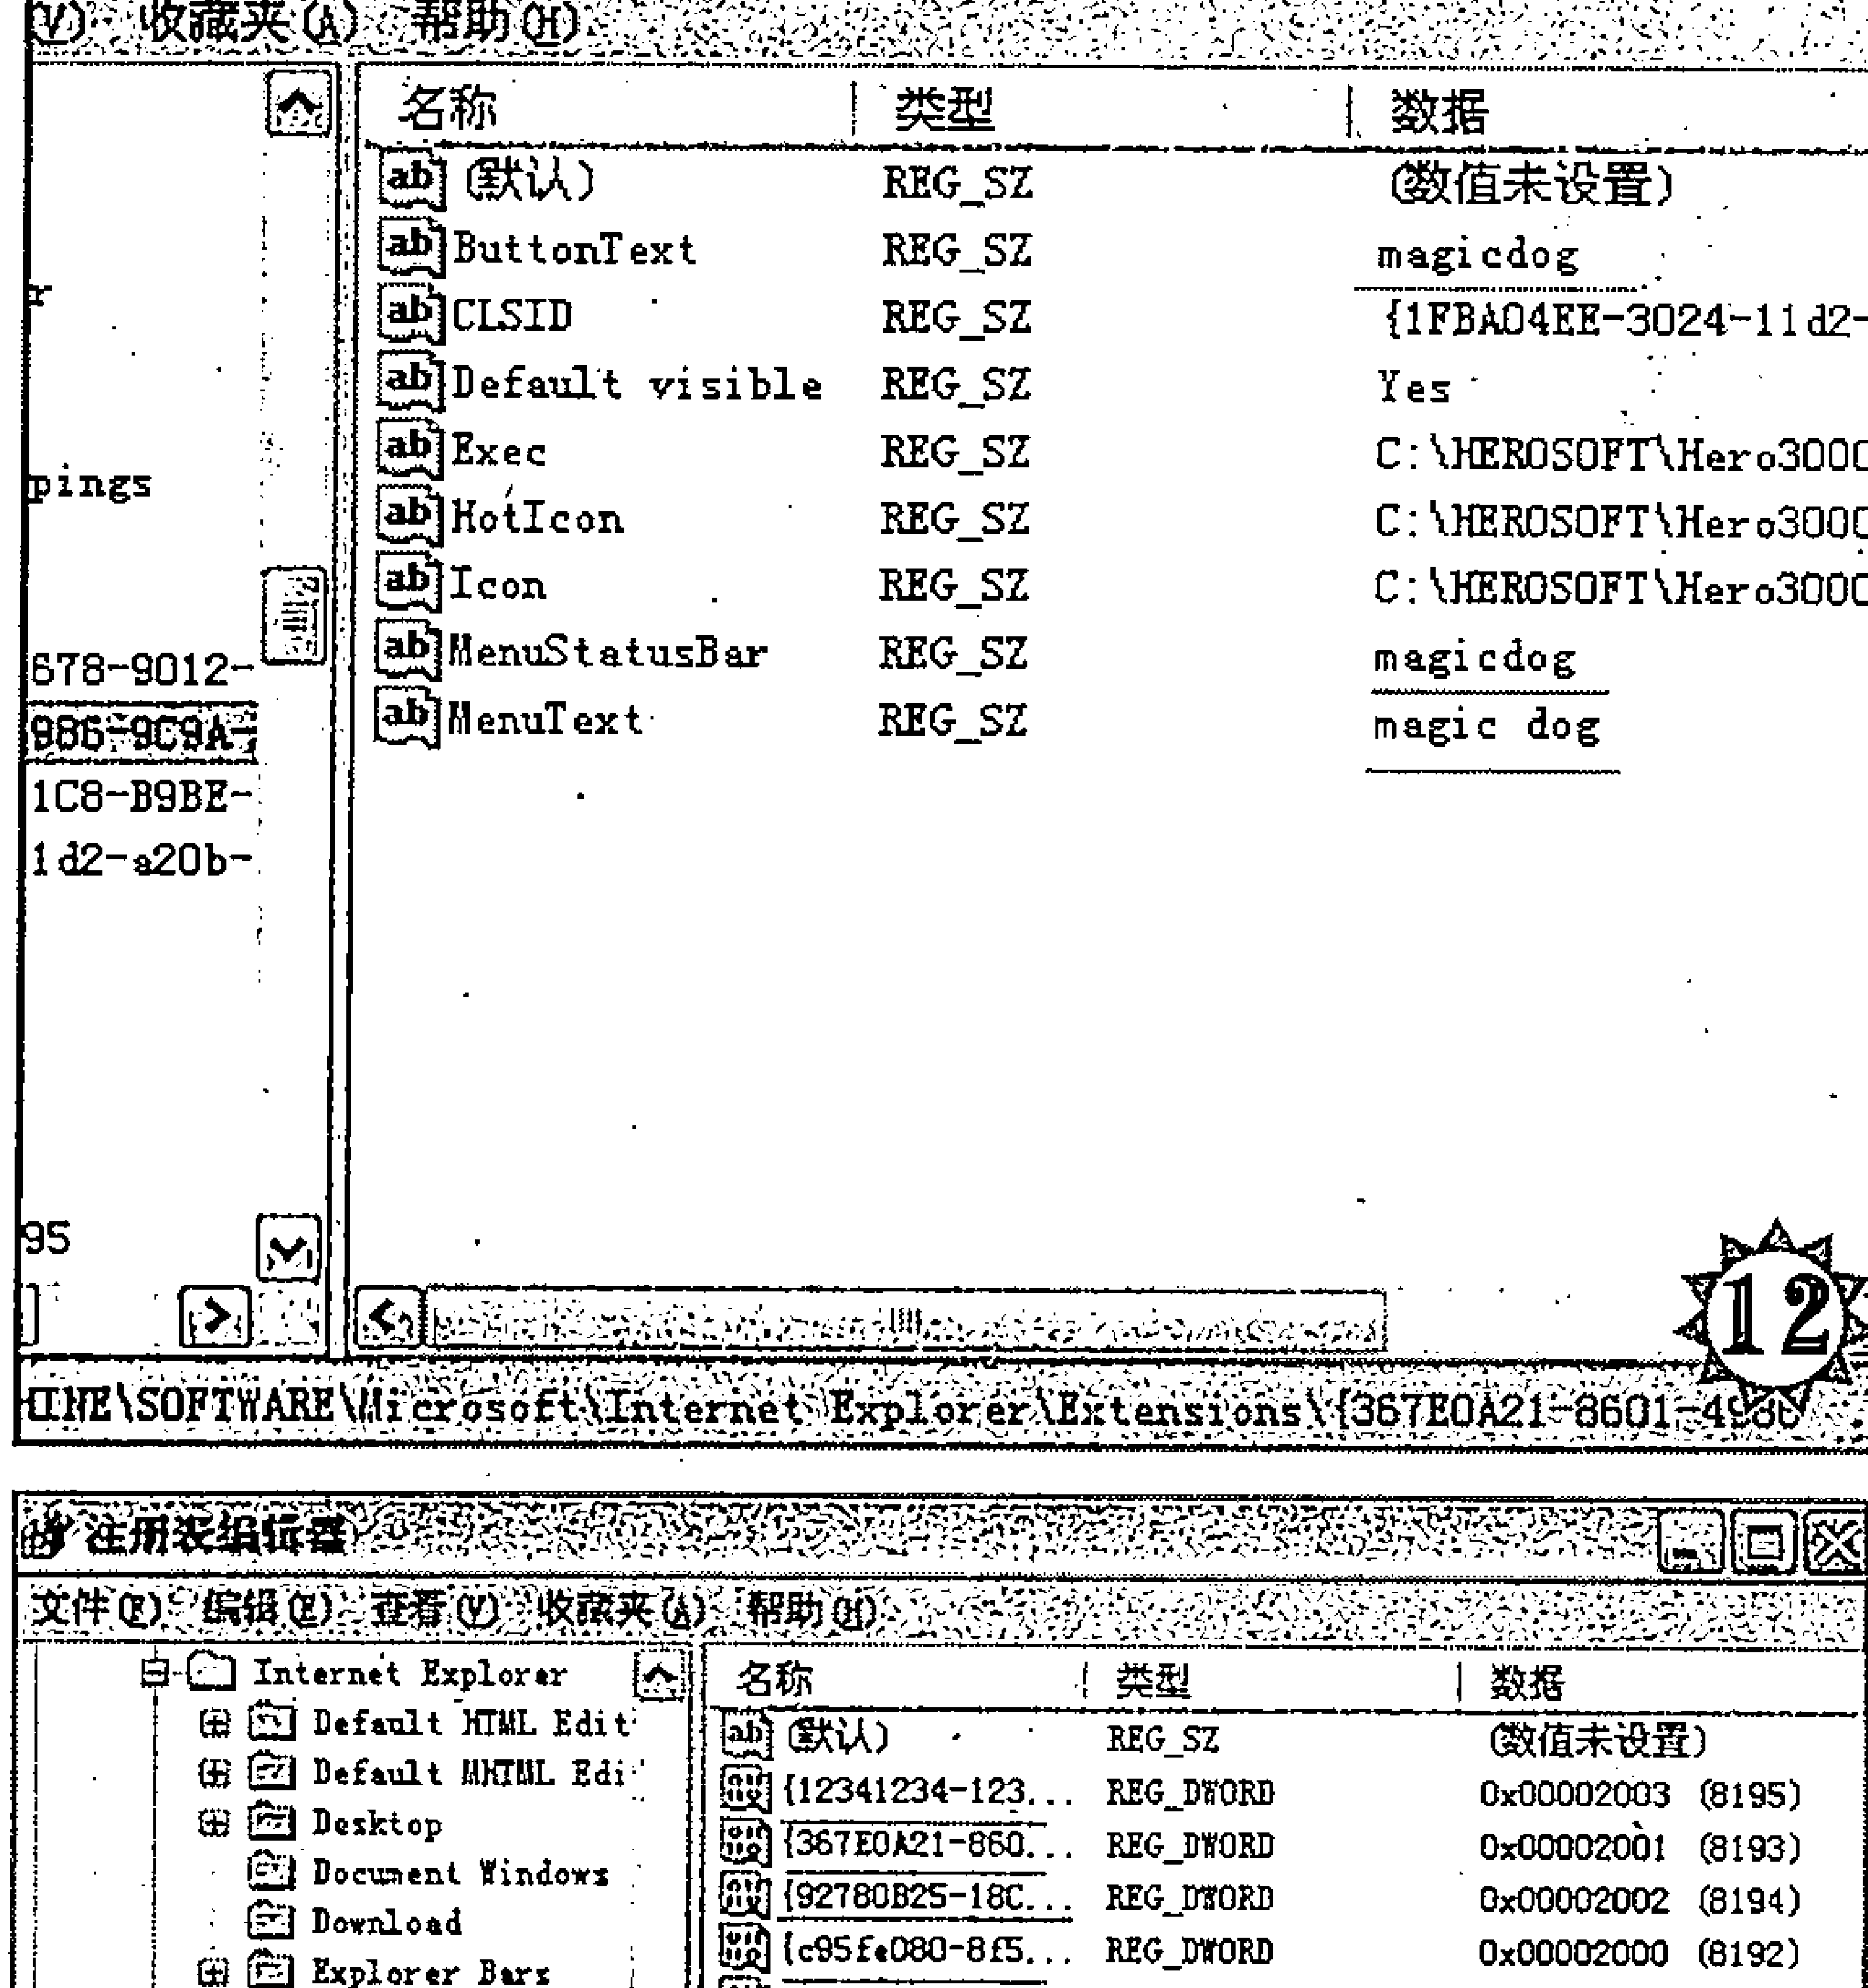 (V) 收藏夹(A) 帮助(H)
名称 类型 数据
(默认) REG_SZ (数值未设置)
ButtonText REG_SZ magicdog
r
CLSID REG_SZ {1FBA04EE-3024-11d2-
Default visible REG_SZ Yes
Exec REG_SZ C:\HEROSOFT\Hero3000
pings
HotIcon REG_SZ C:\HEROSOFT\Hero3000
Icon REG_SZ C:\HEROSOFT\Hero3000
678-9012-
MenuStatusBar REG_SZ magicdog
986-9C9A-
MenuText REG_SZ magic dog
1C8-B9BE-
1d2-a20b-
95
12
INE\SOFTWARE\Microsoft\Internet Explorer\Extensions\{367E0A21-8601-4986
注册表编辑器
文件(F) 编辑(E) 查看(V) 收藏夹(A) 帮助(H)
Internet Explorer
Default HTML Edit
Default MHTML Edi
Desktop
Document Windows
Download
Explorer Bars
名称 类型 数据
(默认) REG_SZ (数值未设置)
{12341234-123... REG_DWORD 0x00002003 (8195)
{367E0A21-860... REG_DWORD 0x00002001 (8193)
{92780B25-18C... REG_DWORD 0x00002002 (8194)
{c95fe080-8f5... REG_DWORD 0x00002000 (8192)